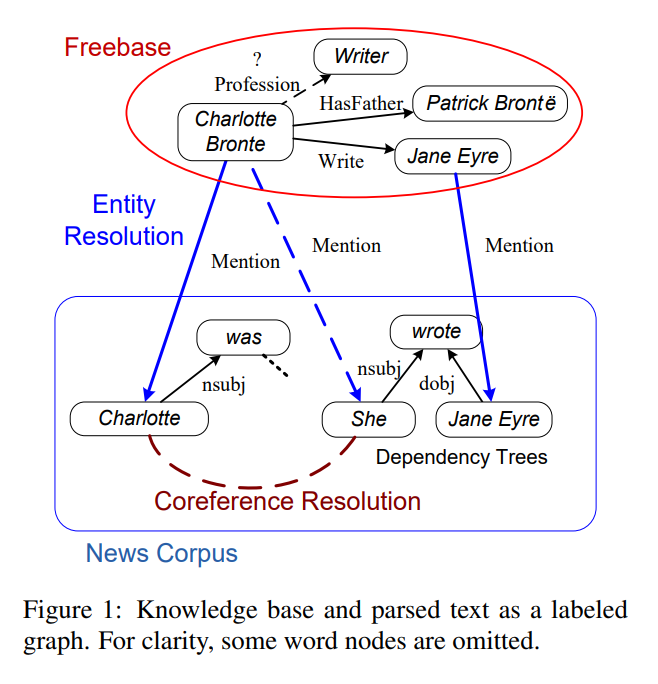 Freebase
?
Profession
Writer
HasFather
Patrick Brontë
Charlotte
Bronte
Write
Jane Eyre
Entity
Resolution
Mention
Mention
Mention
was
wrote
nsubj
nsubj
dobj
Charlotte
She
Jane Eyre
Dependency Trees
Coreference Resolution
News Corpus
Figure 1: Knowledge base and parsed text as a labeled
graph. For clarity, some word nodes are omitted.